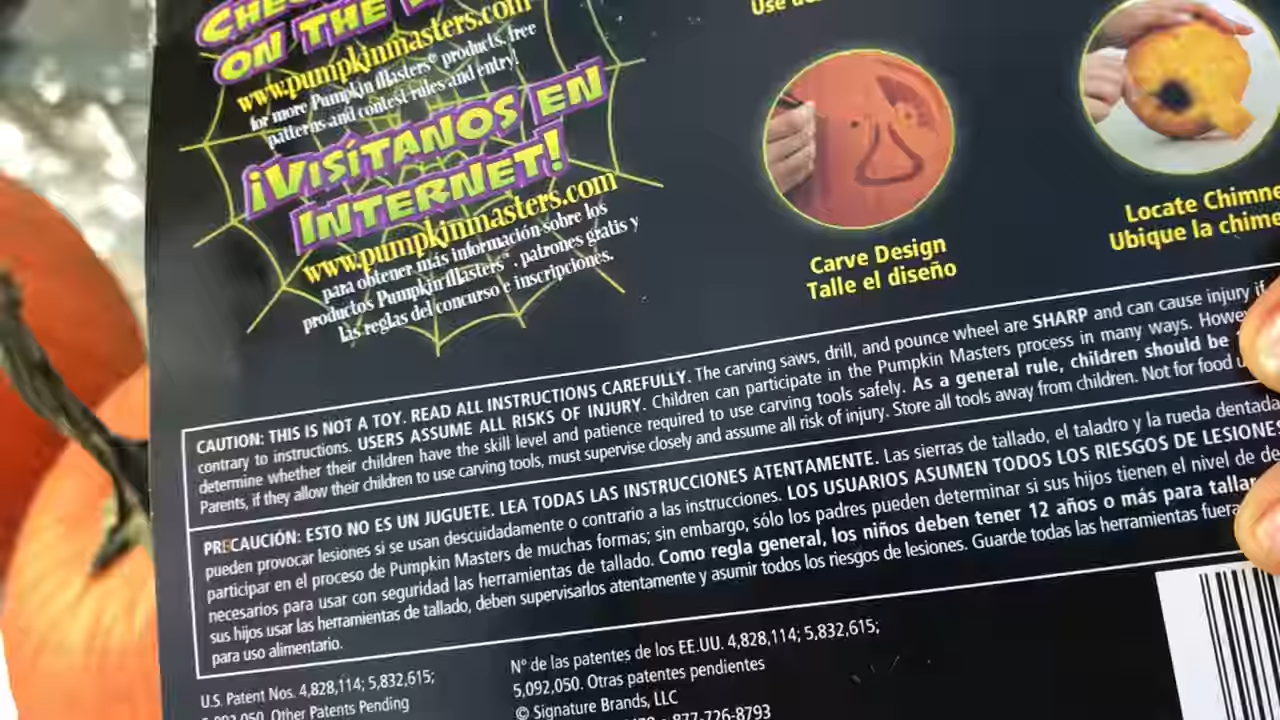 ON THE
www.pumpkinmasters.com
for more Pumpkin Masters® products, free
patterns and contest rules and entry!
¡VISÍTANOS EN
INTERNET!
www.pumpkinmasters.com
para obtener más información sobre los
productos Pumpkin Masters™, patrones gratis y
las reglas del concurso e inscripciones.
Use
Carve Design
Talle el diseño
Locate
Ubique la
CAUTION: THIS IS NOT A TOY. READ ALL INSTRUCTIONS CAREFULLY. The carving saws, drill, and pounce wheel are SHARP and can cause injury if
contrary to instructions. USERS ASSUME ALL RISKS OF INJURY. Children can participate in the Pumpkin Masters process in many ways.
determine whether their children have the skill level and patience required to use carving tools safely. As a general rule, children should be
Parents, if they allow their children to use carving tools, must supervise closely and assume all risk of injury. Store all tools away from children. Not for food
PRECAUCIÓN: ESTO NO ES UN JUGUETE. LEA TODAS LAS INSTRUCCIONES ATENTAMENTE. Las sierras de tallado, el taladro y la rueda dentada
pueden provocar lesiones si se usan descuidadamente o contrario a las instrucciones. LOS USUARIOS ASUMEN TODOS LOS RIESGOS DE LESIONES
participar en el proceso de Pumpkin Masters de muchas formas; sin embargo, sólo los padres pueden determinar si sus hijos tienen el nivel de
necesarios para usar con seguridad las herramientas de tallado. Como regla general, los niños deben tener 12 años o más para
sus hijos usar las herramientas de tallado, deben supervisarlos atentamente y asumir todos los riesgos de lesiones. Guarde todas las herramientas
para uso alimentario.
U.S. Patent Nos. 4,828,114; 5,832,615;
5,092,050. Other Patents Pending
Nº de las patentes de los EE.UU. 4,828,114; 5,832,615;
5,092,050. Otras patentes pendientes
© Signature Brands, LLC
877-726-8793